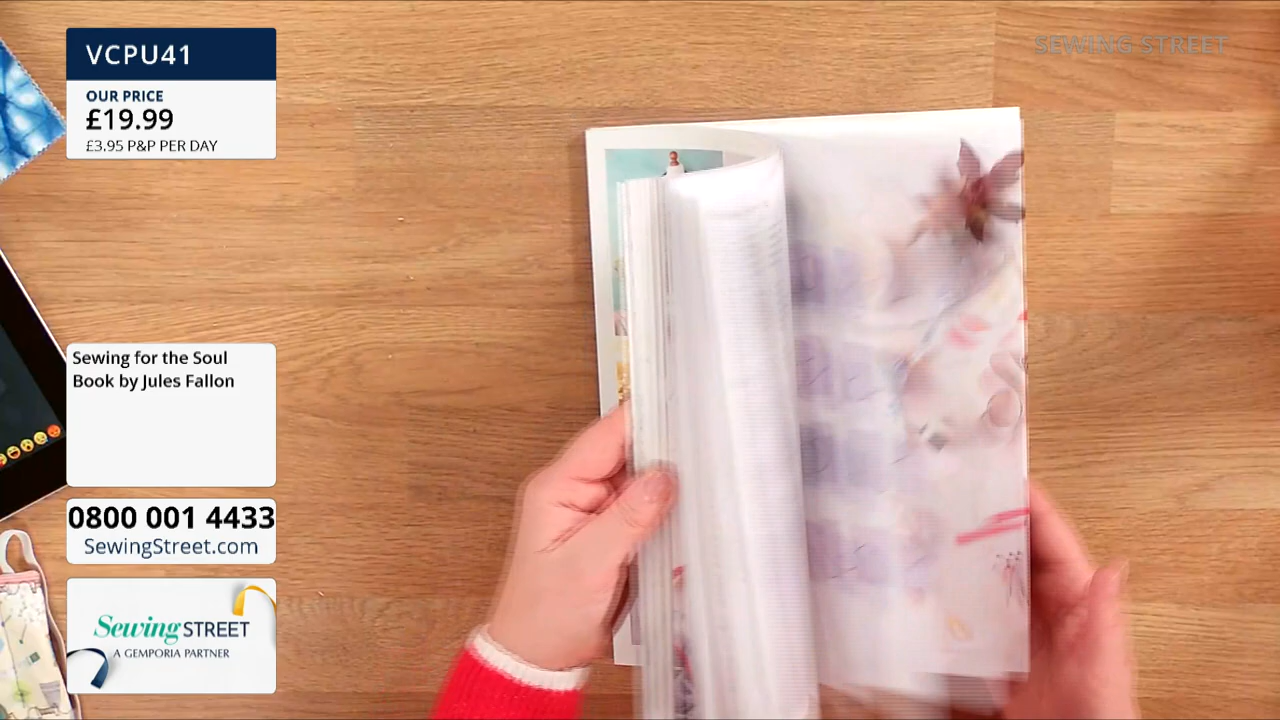 VCPU41
OUR PRICE
£19.99
£3.95 P&P PER DAY
SEWING STREET
Sewing for the Soul
Book by Jules Fallon
0800 001 4433
SewingStreet.com
Sewing STREET
A GEMPORIA PARTNER